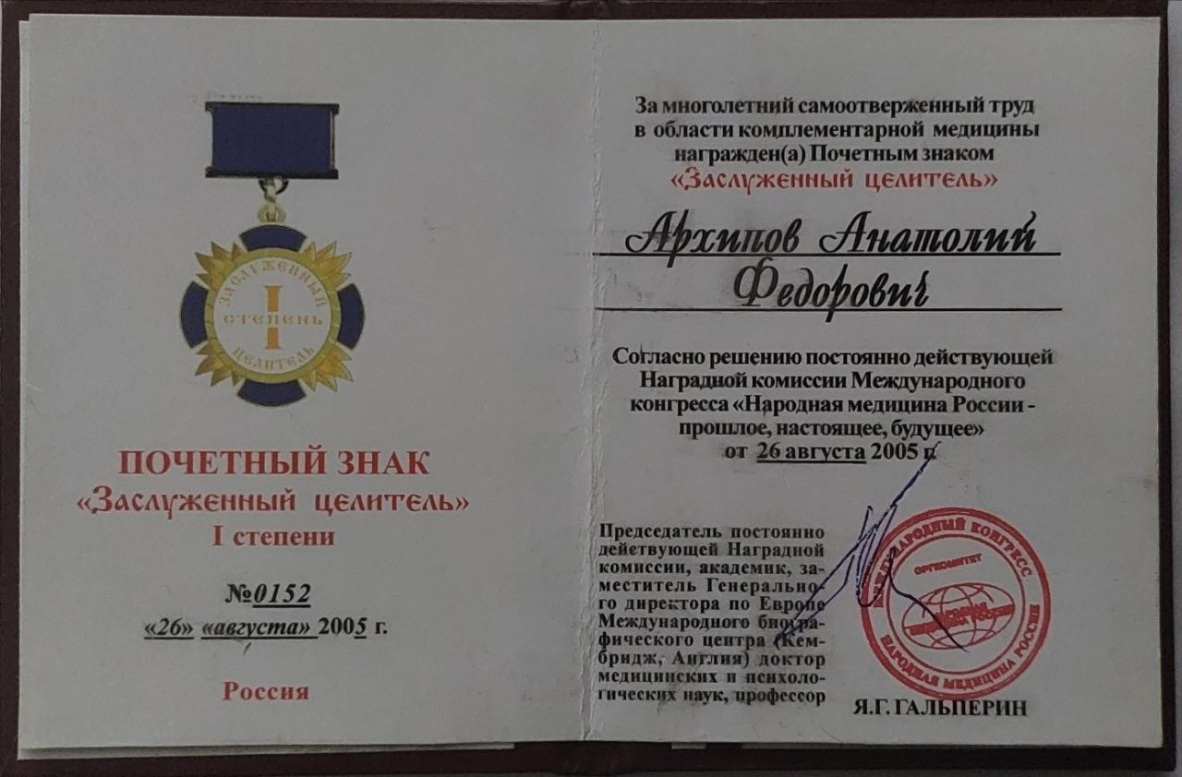 ЗАСЛУЖЕННЫЙ
I
СТЕПЕНЬ
ЦЕЛИТЕЛЬ
ПОЧЕТНЫЙ ЗНАК
«Заслуженный целитель»
I степени
№0152
«26» «августа» 2005 г.
Россия
За многолетний самоотверженный труд
в области комплементарной медицины
награжден(а) Почетным знаком
«Заслуженный целитель»
Архипов Анатолий
Федорович
Согласно решению постоянно действующей
Наградной комиссии Международного
конгресса «Народная медицина России -
прошлое, настоящее, будущее»
от 26 августа 2005 г.
Председатель постоянно
действующей Наградной
комиссии, академик, за-
меститель Генерально-
го директора по Европе
Международного биогра-
фического центра (Кем-
бридж, Англия) доктор
медицинских и психоло-
гических наук, профессор
МЕЖДУНАРОДНЫЙ КОНГРЕСС
ОРГКОМИТЕТ
НАРОДНАЯ МЕДИЦИНА РОССИИ
Я.Г. ГАЛЬПЕРИН